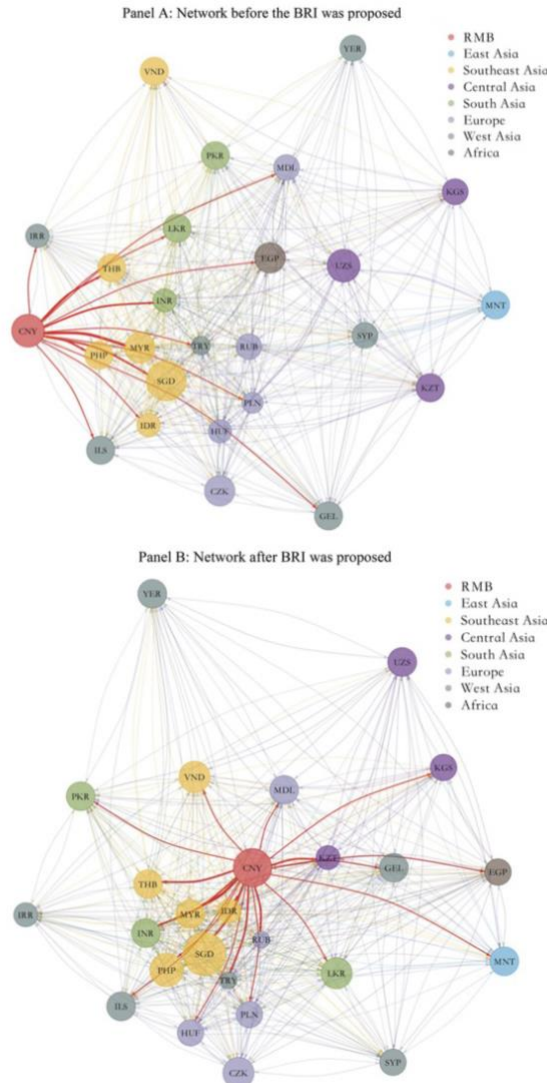 Panel A: Network before the BRI was proposed
RMB
East Asia
Southeast Asia
Central Asia
South Asia
Europe
West Asia
Africa
YER
VND
PKR
MDL
KGS
IRR
LKR
THB
EGP
UZS
INR
MNT
CNY
SYP
PHP
MYR
TRY
RUB
SGD
KZT
PLN
IDR
HUF
ILS
CZK
GEL
Panel B: Network after BRI was proposed
RMB
East Asia
Southeast Asia
Central Asia
South Asia
Europe
West Asia
Africa
YER
UZS
KGS
VND
MDL
PKR
KZT
CNY
GEL
EGP
THB
IRR
MYR
IDR
INR
RUB
SGD
MNT
PHP
TRY
LKR
ILS
PLN
HUF
SYP
CZK